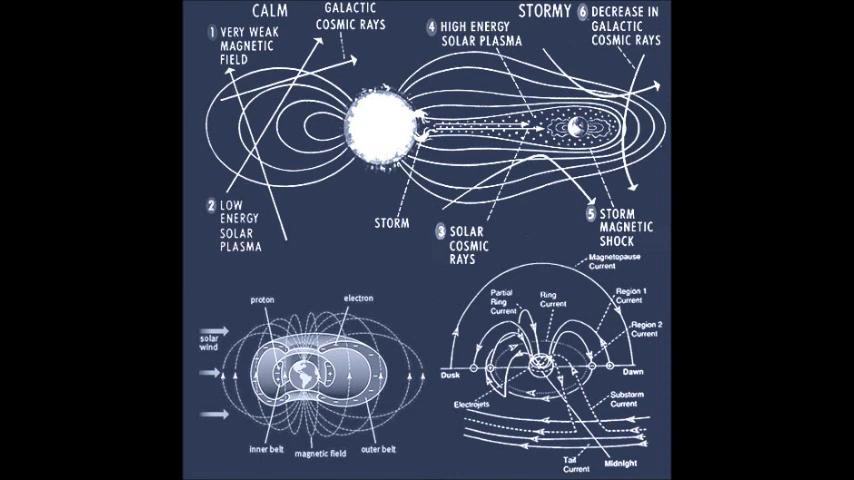 CALM
GALACTIC
COSMIC RAYS
STORMY
1 VERY WEAK
MAGNETIC
FIELD
4 HIGH ENERGY
SOLAR PLASMA
6 DECREASE IN
GALACTIC
COSMIC RAYS
2 LOW
ENERGY
SOLAR
PLASMA
STORM
3 SOLAR
COSMIC
RAYS
5 STORM
MAGNETIC
SHOCK
proton
electron
solar
wind
inner belt
magnetic field
outer belt
Magnetopause
Current
Partial
Ring
Current
Ring
Current
Region 1
Current
Region 2
Current
Dusk
Dawn
Electrojets
Substorm
Current
Tail
Current
Midnight